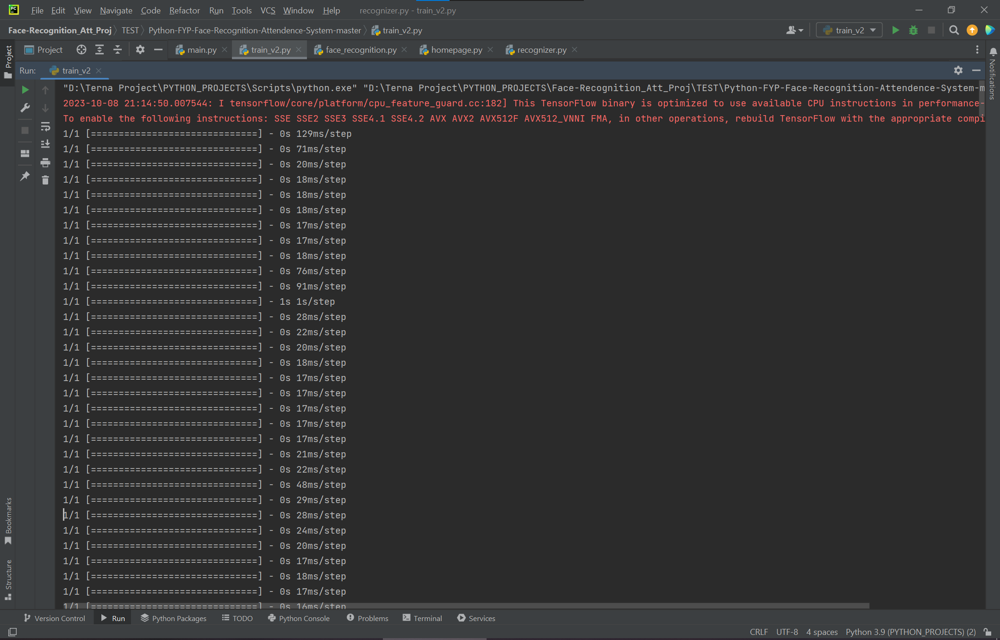 PC File Edit View Navigate Code Refactor Run Tools VCS Window Help recognizer.py - train_v2.py
Face-Recognition_Att_Proj TEST Python-FYP-Face-Recognition-Attendence-System-master train_v2.py train_v2
Project main.py train_v2.py face_recognition.py homepage.py recognizer.py
Project
Notifications
Run: train_v2
"D:\Terna Project\PYTHON_PROJECTS\Scripts\python.exe" "D:\Terna Project\PYTHON_PROJECTS\Face-Recognition_Att_Proj\TEST\Python-FYP-Face-Recognition-Attendence-System-m
2023-10-08 21:14:50.007544: I tensorflow/core/platform/cpu_feature_guard.cc:182] This TensorFlow binary is optimized to use available CPU instructions in performance-
To enable the following instructions: SSE SSE2 SSE3 SSE4.1 SSE4.2 AVX AVX2 AVX512F AVX512_VNNI FMA, in other operations, rebuild TensorFlow with the appropriate compi
1/1 [==============================] - 0s 129ms/step
1/1 [==============================] - 0s 71ms/step
1/1 [==============================] - 0s 20ms/step
1/1 [==============================] - 0s 18ms/step
1/1 [==============================] - 0s 18ms/step
1/1 [==============================] - 0s 18ms/step
1/1 [==============================] - 0s 17ms/step
1/1 [==============================] - 0s 17ms/step
1/1 [==============================] - 0s 18ms/step
1/1 [==============================] - 0s 76ms/step
1/1 [==============================] - 0s 91ms/step
1/1 [==============================] - 1s 1s/step
1/1 [==============================] - 0s 28ms/step
1/1 [==============================] - 0s 22ms/step
1/1 [==============================] - 0s 20ms/step
1/1 [==============================] - 0s 18ms/step
1/1 [==============================] - 0s 17ms/step
1/1 [==============================] - 0s 17ms/step
1/1 [==============================] - 0s 17ms/step
1/1 [==============================] - 0s 17ms/step
1/1 [==============================] - 0s 17ms/step
1/1 [==============================] - 0s 21ms/step
1/1 [==============================] - 0s 22ms/step
1/1 [==============================] - 0s 48ms/step
1/1 [==============================] - 0s 29ms/step
1/1 [==============================] - 0s 28ms/step
1/1 [==============================] - 0s 24ms/step
1/1 [==============================] - 0s 20ms/step
1/1 [==============================] - 0s 17ms/step
1/1 [==============================] - 0s 18ms/step
1/1 [==============================] - 0s 17ms/step
1/1 [==============================] - 0s 16ms/step
Bookmarks
Structure
Version Control Run Python Packages TODO Python Console Problems Terminal Services
CRLF UTF-8 4 spaces Python 3.9 (PYTHON_PROJECTS) (2)